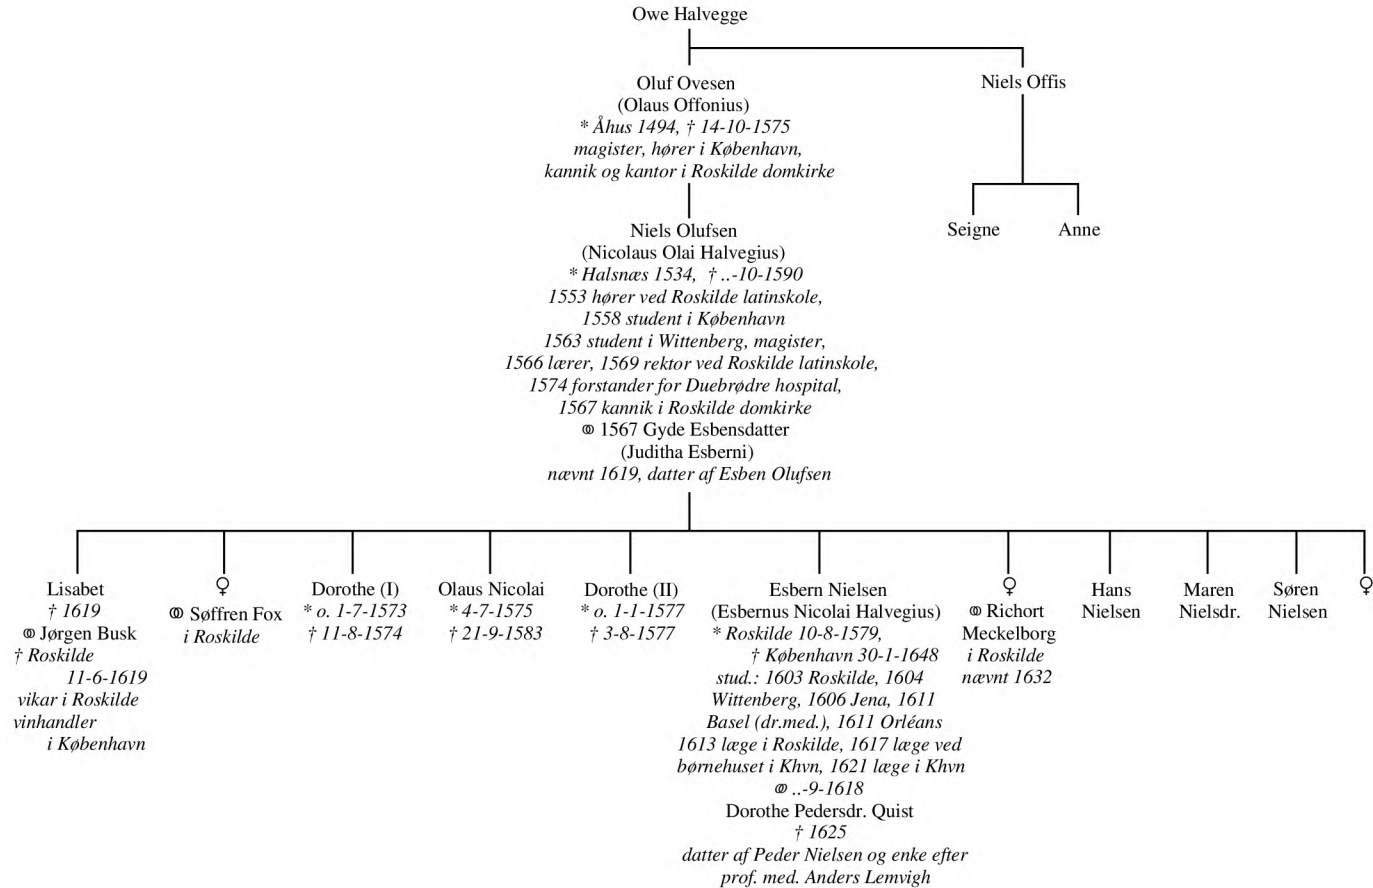 Owe Halvegge
Oluf Ovesen
(Olaus Offonius)
* Åhus 1494, † 14-10-1575
magister, hører i København,
kannik og kantor i Roskilde domkirke
Niels Offis
Seigne
Anne
Niels Olufsen
(Nicolaus Olai Halvegius)
* Halsnæs 1534, † ..-10-1590
1553 hører ved Roskilde latinskole,
1558 student i København
1563 student i Wittenberg, magister,
1566 lærer, 1569 rektor ved Roskilde latinskole,
1574 forstander for Duebrødre hospital,
1567 kannik i Roskilde domkirke
⚭ 1567 Gyde Esbensdatter
(Juditha Esberni)
nævnt 1619, datter af Esben Olufsen
Lisabet
† 1619
⚭ Jørgen Busk
† Roskilde
11-6-1619
vikar i Roskilde
vinhandler
i København
♀
⚭ Søffren Fox
i Roskilde
Dorothe (I)
* o. 1-7-1573
† 11-8-1574
Olaus Nicolai
* 4-7-1575
† 21-9-1583
Dorothe (II)
* o. 1-1-1577
† 3-8-1577
Esbern Nielsen
(Esbernus Nicolai Halvegius)
* Roskilde 10-8-1579,
† København 30-1-1648
stud.: 1603 Roskilde, 1604
Wittenberg, 1606 Jena, 1611
Basel (dr.med.), 1611 Orléans
1613 læge i Roskilde, 1617 læge ved
børnehuset i Khvn, 1621 læge i Khvn
⚭ ..-9-1618
Dorothe Pedersdr. Quist
† 1625
datter af Peder Nielsen og enke efter
prof. med. Anders Lemvigh
♀
⚭ Richort
Meckelborg
i Roskilde
nævnt 1632
Hans
Nielsen
Maren
Nielsdr.
Søren
Nielsen
♀